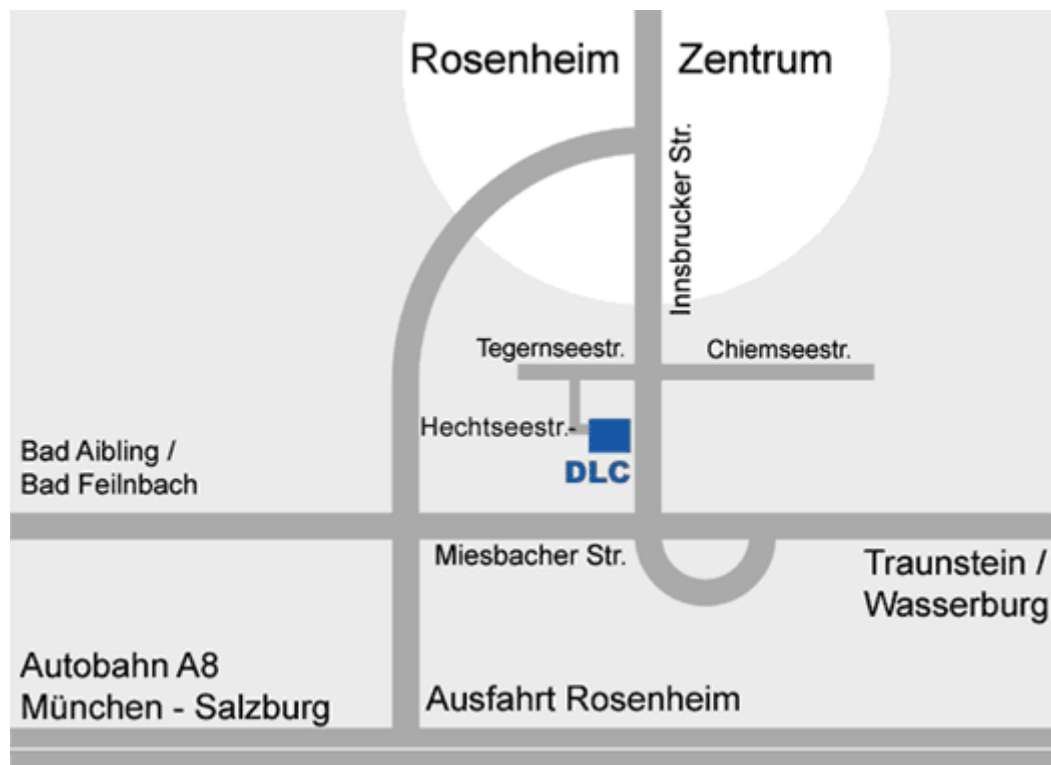 Rosenheim Zentrum
Innsbrucker Str.
Tegernseestr.
Chiemseestr.
Hechtseestr.-
DLC
Bad Aibling /
Bad Feilnbach
Miesbacher Str.
Traunstein /
Wasserburg
Autobahn A8
München - Salzburg
Ausfahrt Rosenheim